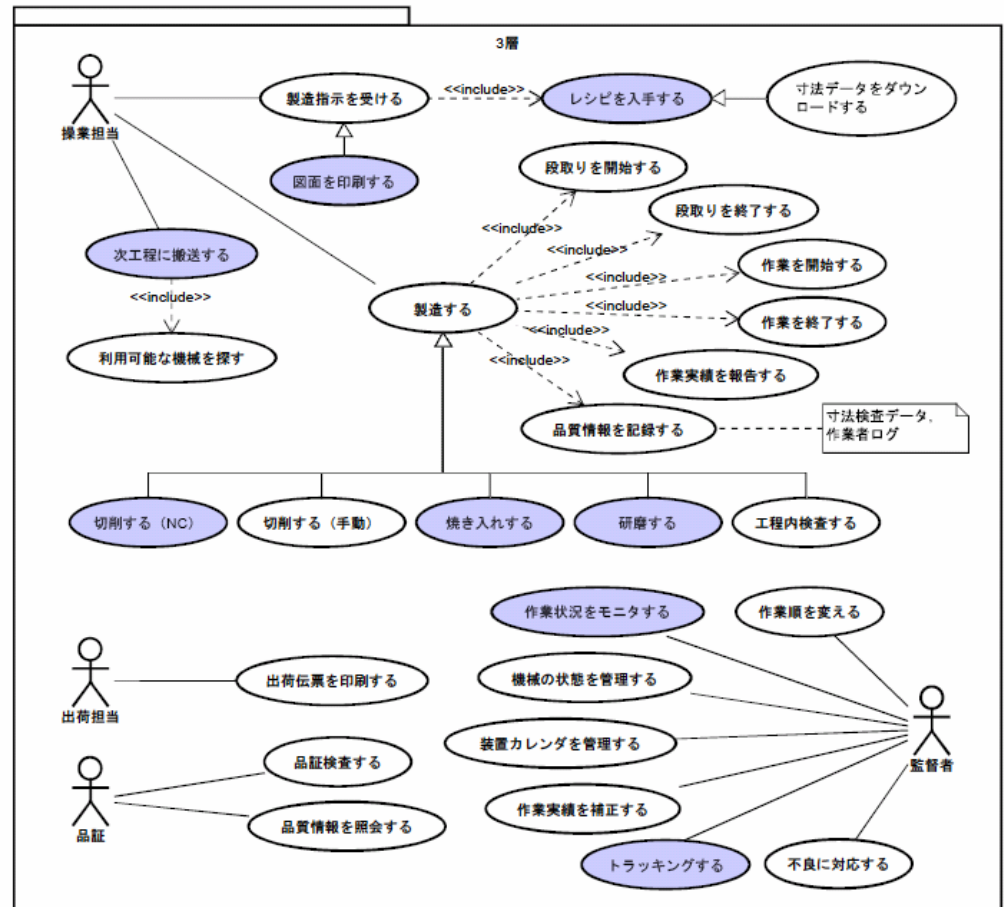 3層
製造指示を受ける
<<include>>
レシピを入手する
寸法データをダウン
ロードする
操業担当
図面を印刷する
段取りを開始する
<<include>>
段取りを終了する
<<include>>
次工程に搬送する
<<include>>
作業を開始する
<<include>>
製造する
<<include>>
作業を終了する
<<include>>
利用可能な機械を探す
<<include>>
作業実績を報告する
品質情報を記録する
寸法検査データ、
作業者ログ
切削する（NC）
切削する（手動）
焼き入れする
研磨する
工程内検査する
作業状況をモニタする
作業順を変える
出荷伝票を印刷する
機械の状態を管理する
出荷担当
装置カレンダを管理する
監督者
品証検査する
作業実績を補正する
品質情報を照会する
品証
トラッキングする
不良に対応する